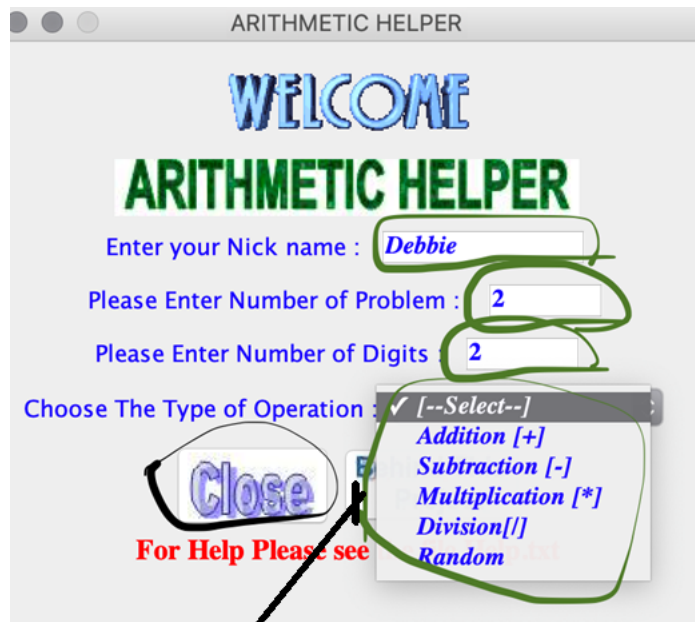 ARITHMETIC HELPER
WELCOME
ARITHMETIC HELPER
Enter your Nick name : Debbie
Please Enter Number of Problem : 2
Please Enter Number of Digits : 2
Choose The Type of Operation : ✓ [--Select--]
Addition [+]
Subtraction [-]
Multiplication [*]
Division[/]
Random
Close
For Help Please see